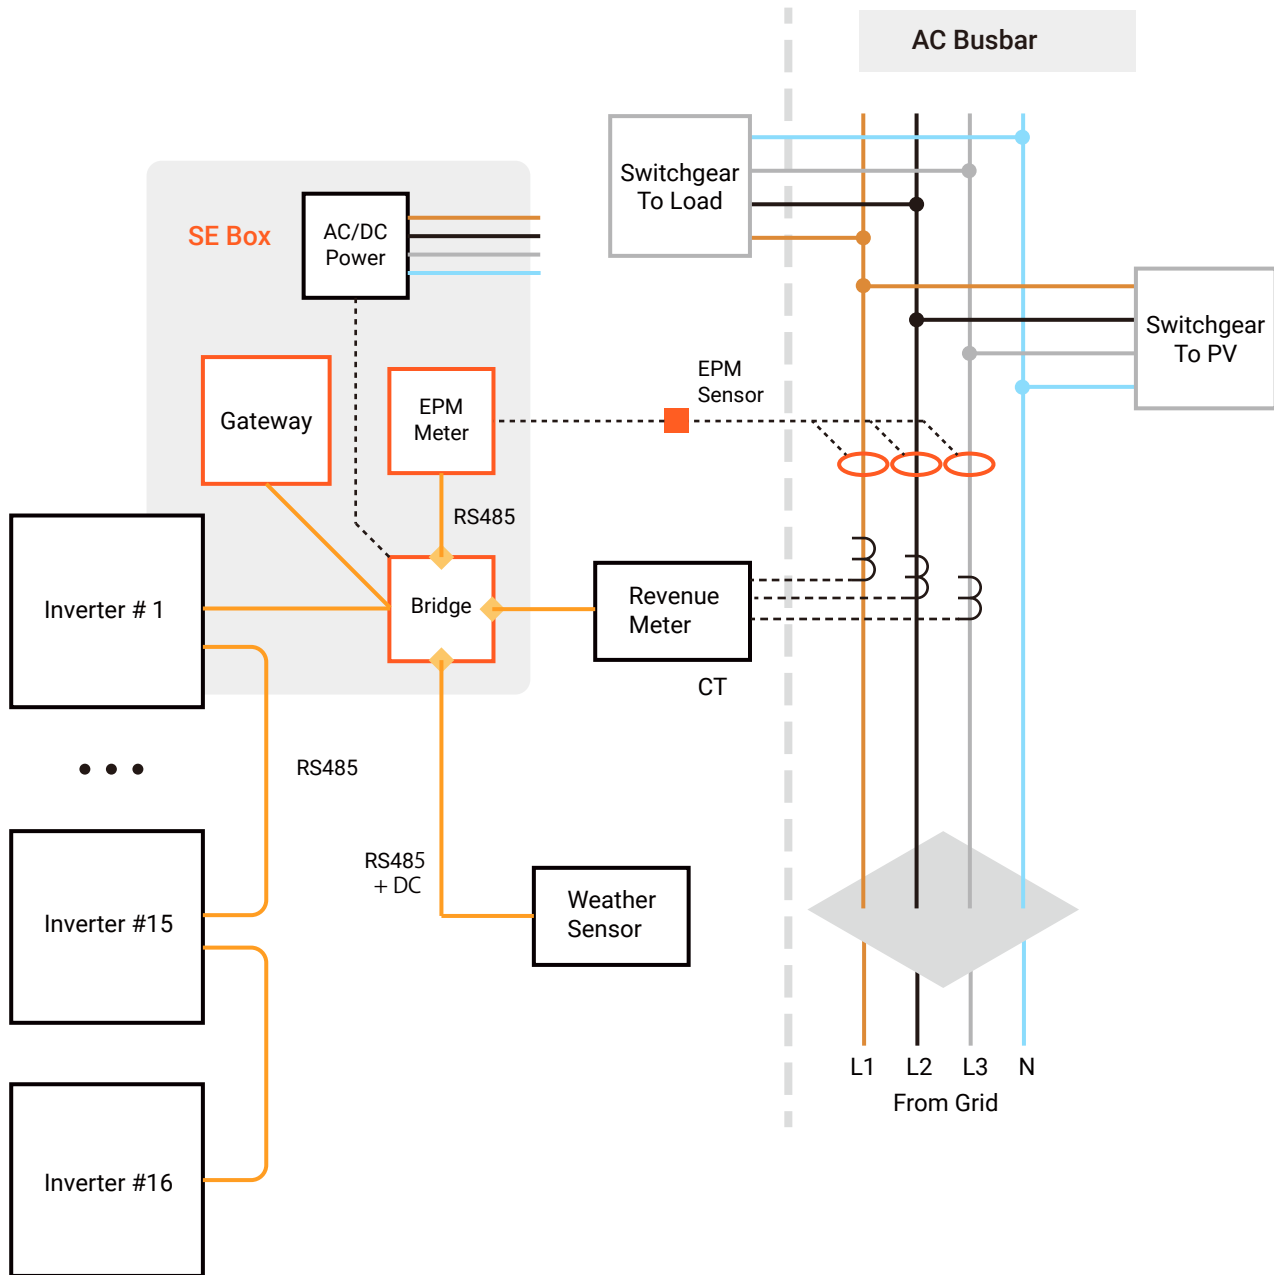 AC Busbar
Switchgear
To Load
SE Box
AC/DC
Power
Switchgear
To PV
EPM
Sensor
Gateway
EPM
Meter
RS485
Inverter # 1
Bridge
Revenue
Meter
CT
RS485
RS485
+ DC
Inverter #15
Weather
Sensor
L1
L2
L3
N
From Grid
Inverter #16